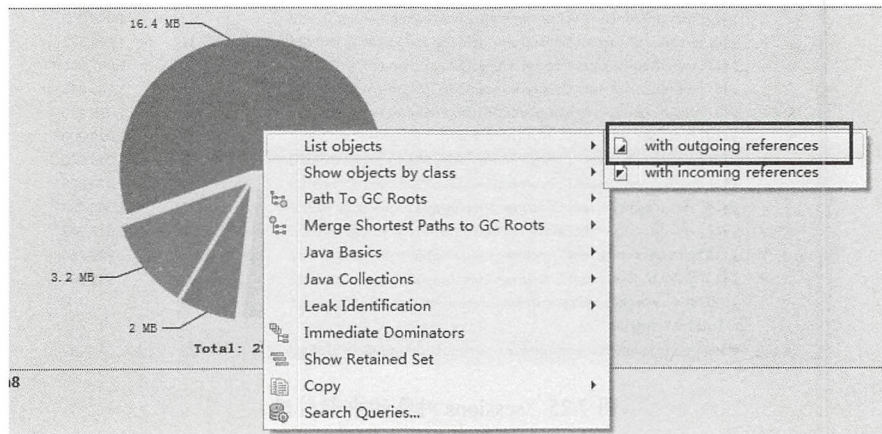 16.4 MB
List objects
with outgoing references
Show objects by class
with incoming references
Path To GC Roots
Merge Shortest Paths to GC Roots
Java Basics
3.2 MB
Java Collections
Leak Identification
2 MB
Immediate Dominators
Total: 2
Show Retained Set
Copy
Search Queries...